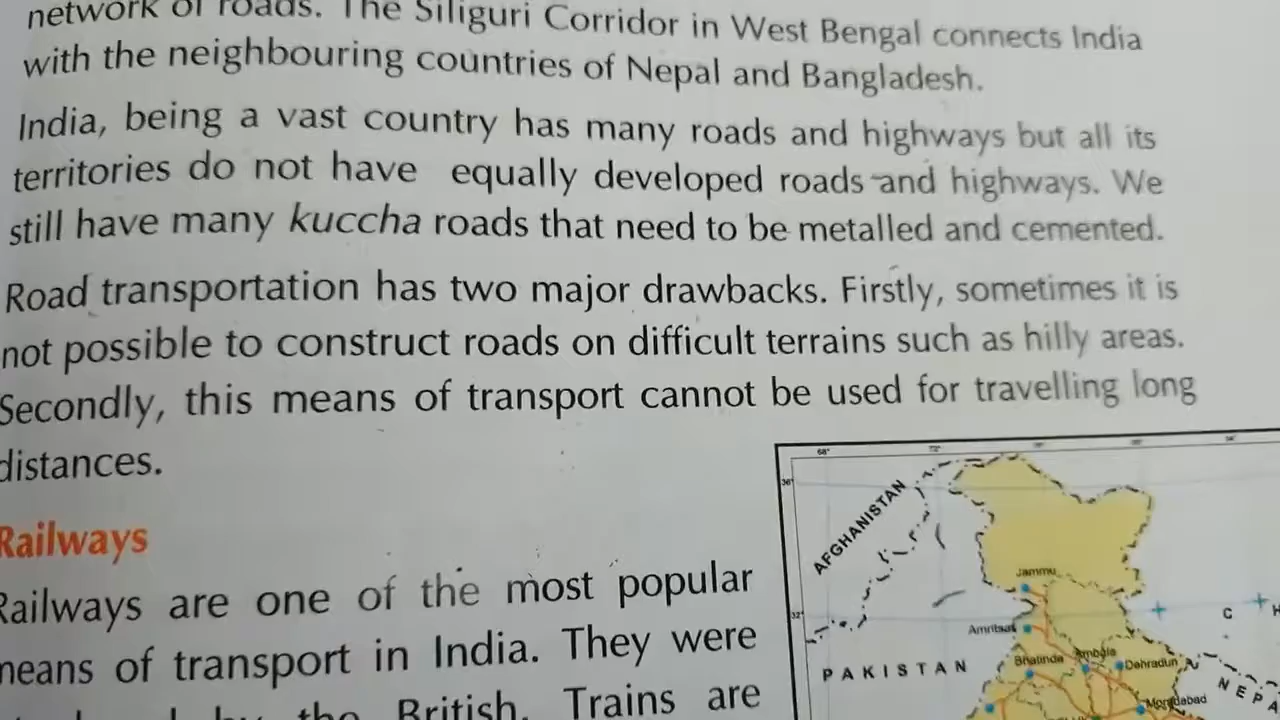 network of roads. The Siliguri Corridor in West Bengal connects India
with the neighbouring countries of Nepal and Bangladesh.
India, being a vast country has many roads and highways but all its
territories do not have equally developed roads and highways. We
still have many kuccha roads that need to be metalled and cemented.
Road transportation has two major drawbacks. Firstly, sometimes it is
not possible to construct roads on difficult terrains such as hilly areas.
Secondly, this means of transport cannot be used for travelling long
distances.
Railways
Railways are one of the most popular
means of transport in India. They were
by the British. Trains are
68°
72°
36°
AFGHANISTAN
Jammu
32°
C H
Amritsar
PAKISTAN
Bhatinda
Ambala
Dehradun
NEPA
Moradabad